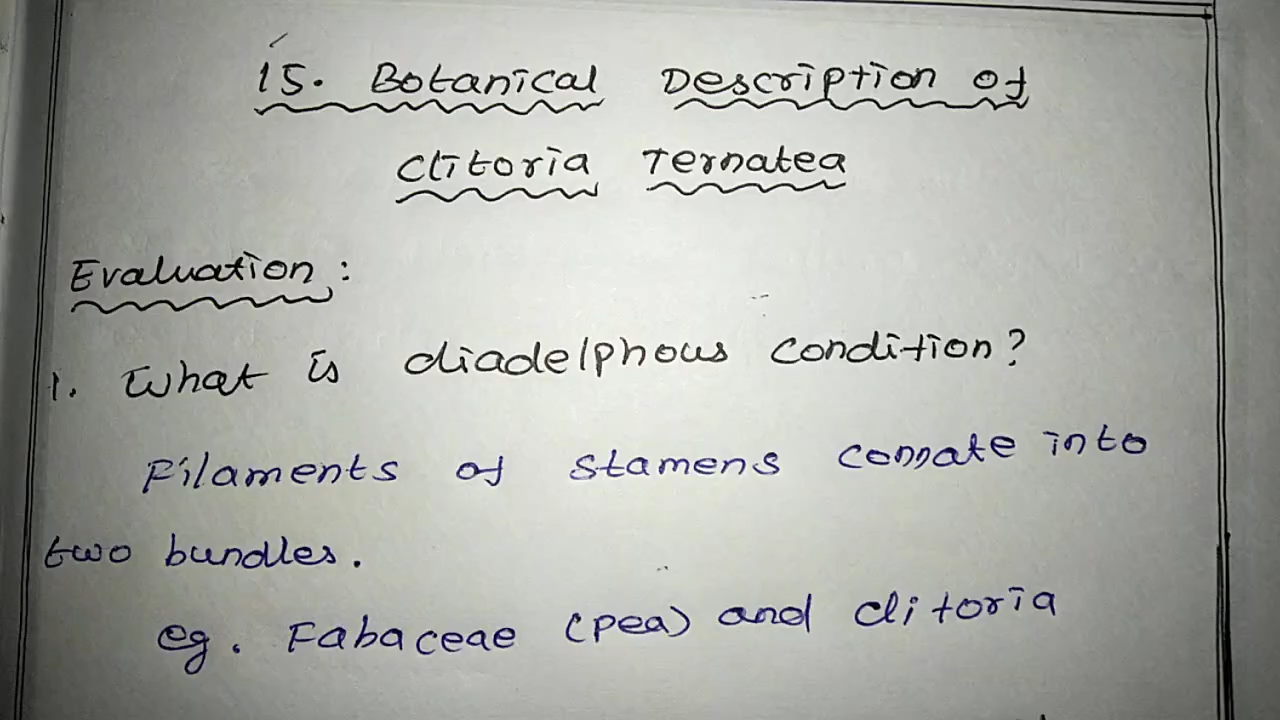 15. Botanical Description of
Clitoria Ternatea
Evaluation :
1. What is diadelphous condition?
Filaments of stamens connate into
two bundles.
eg. Fabaceae (pea) and clitoria